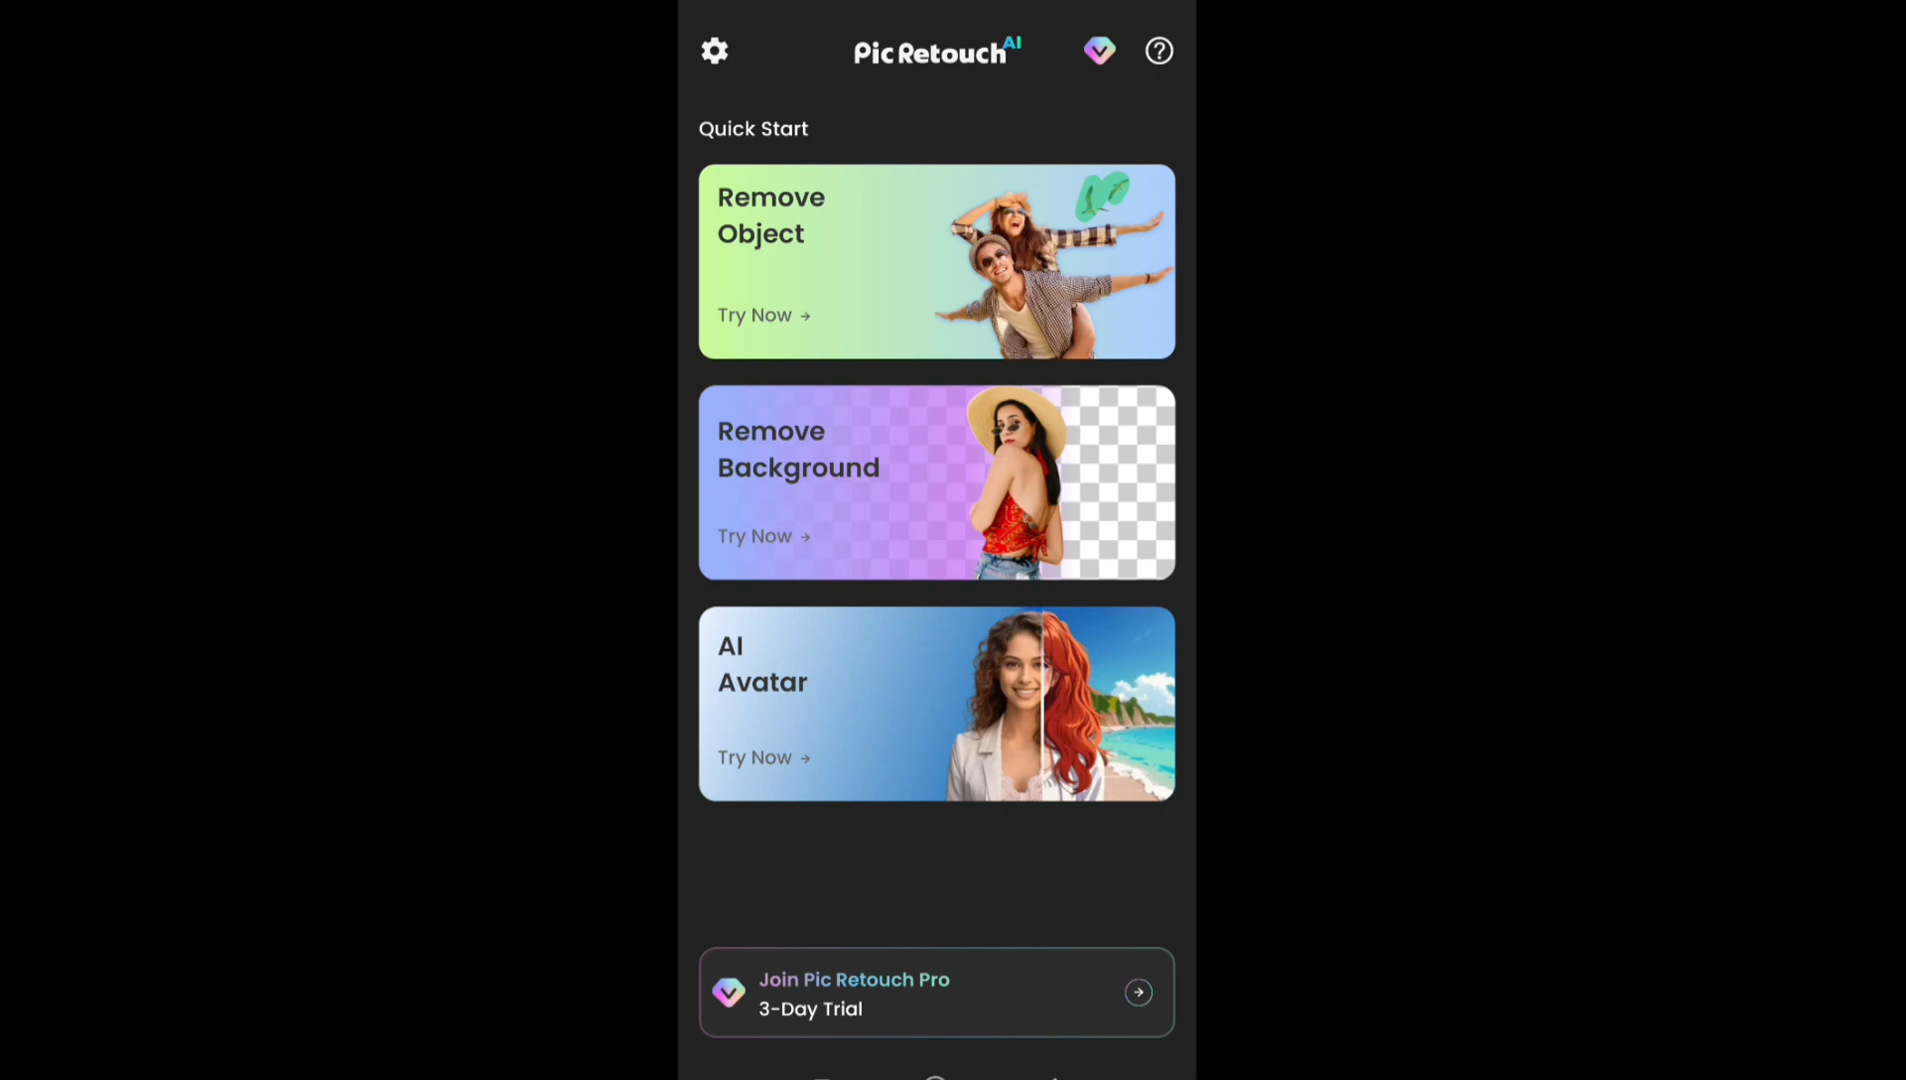 Pic Retouch AI
Quick Start
Remove
Object
Try Now →
Remove
Background
Try Now →
AI
Avatar
Try Now →
Join Pic Retouch Pro
3-Day Trial